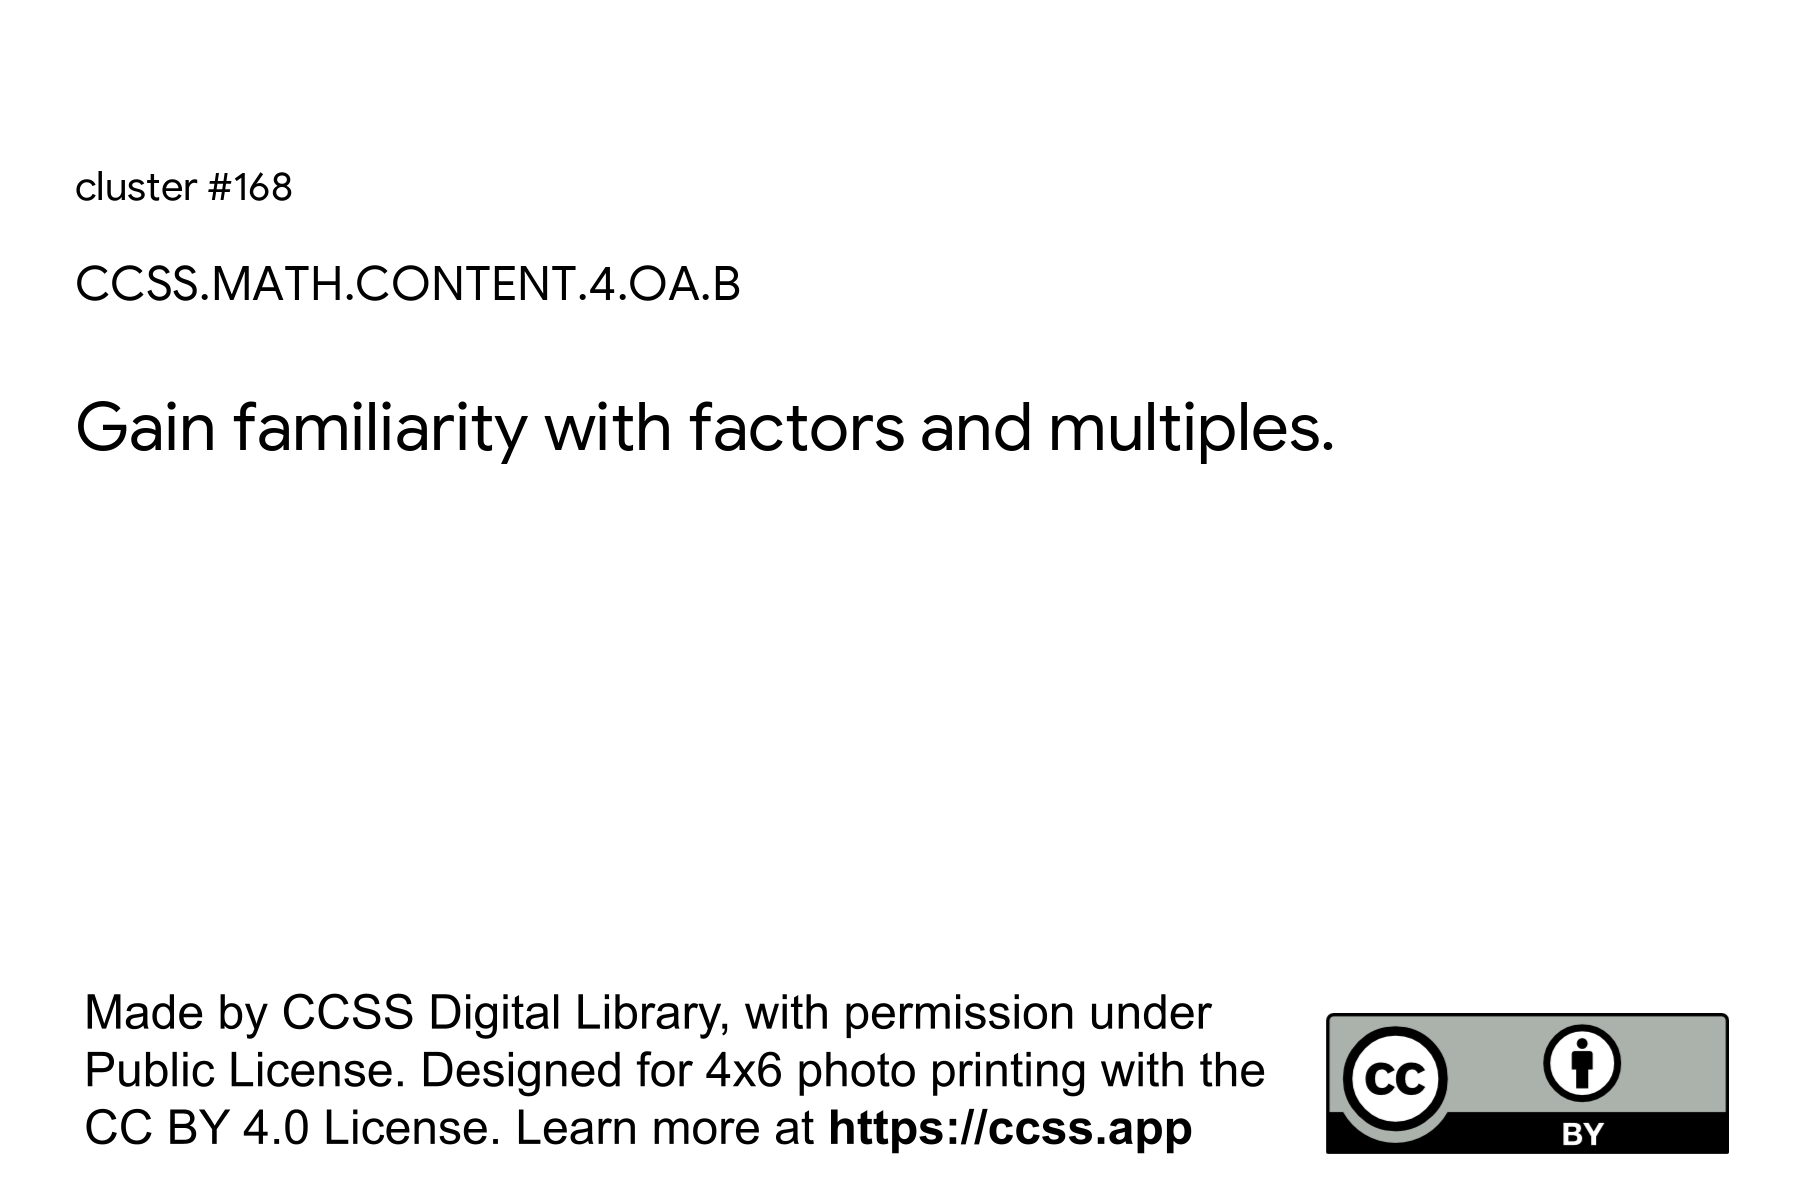 cluster #168
CCSS.MATH.CONTENT.4.OA.B
Gain familiarity with factors and multiples.
Made by CCSS Digital Library, with permission under
Public License. Designed for 4x6 photo printing with the
CC BY 4.0 License. Learn more at https://ccss.app
CC
BY